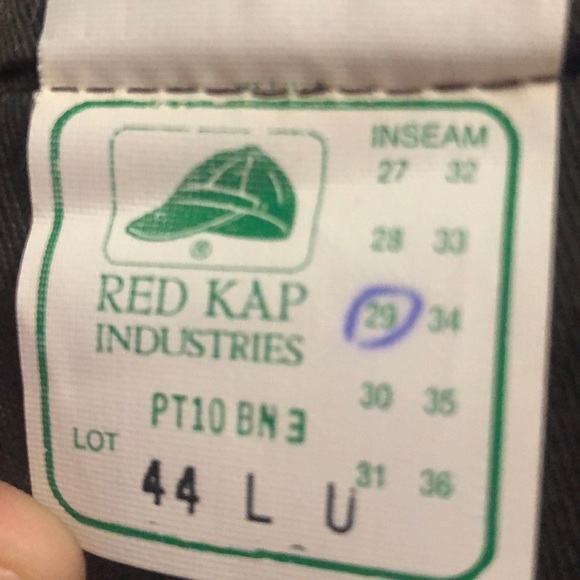 INSEAM
27 32
28 33
29 34
30 35
31 36
®
RED KAP
INDUSTRIES
PT10 BN 3
LOT
44 L U